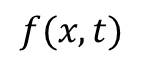 f(x, t)